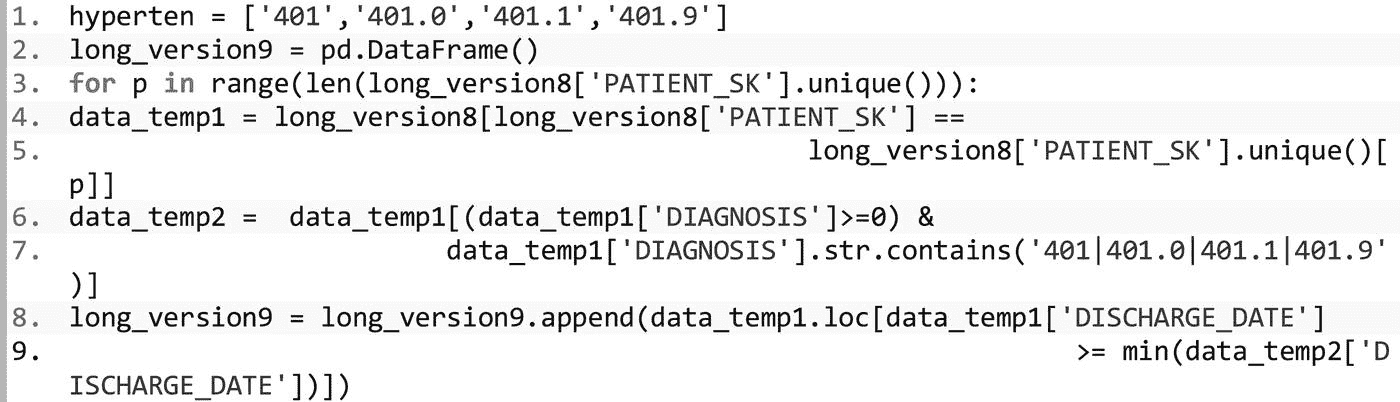 1. hyperten = ['401','401.0','401.1','401.9']
2. long_version9 = pd.DataFrame()
3. for p in range(len(long_version8['PATIENT_SK'].unique())):
4. data_temp1 = long_version8[long_version8['PATIENT_SK'] ==
5. long_version8['PATIENT_SK'].unique()[
p]]
6. data_temp2 =  data_temp1[(data_temp1['DIAGNOSIS']>=0) &
7. data_temp1['DIAGNOSIS'].str.contains('401|401.0|401.1|401.9'
)]
8. long_version9 = long_version9.append(data_temp1.loc[data_temp1['DISCHARGE_DATE']
9. >= min(data_temp2['D
ISCHARGE_DATE'])])